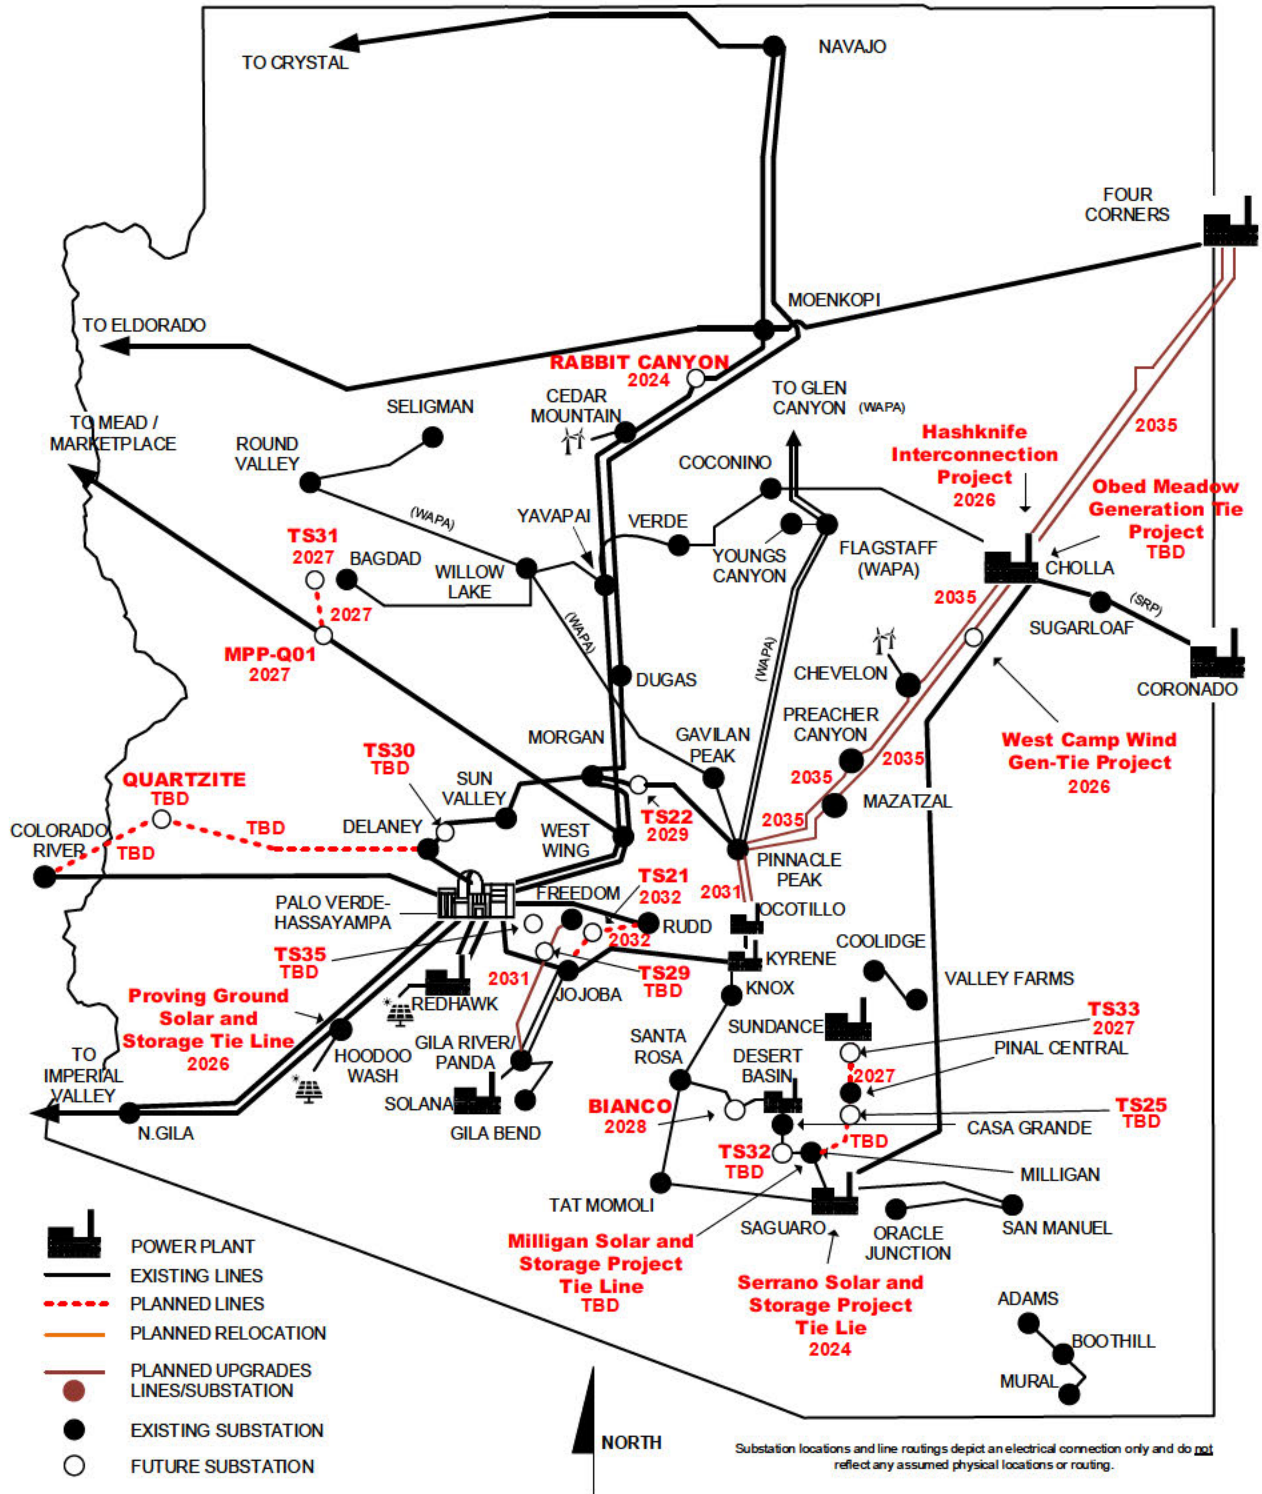 NAVAJO
TO CRYSTAL
FOUR
CORNERS
MOENKOPI
TO ELDORADO
RABBIT CANYON
2024
TO GLEN
CANYON (WAPA)
CEDAR
MOUNTAIN
SELIGMAN
TO MEAD /
MARKETPLACE
ROUND
VALLEY
2035
Hashknife
Interconnection
Project
2026
COCONINO
Obed Meadow
Generation Tie
Project
TBD
(WAPA)
YAVAPAI
VERDE
TS31
2027
BAGDAD
WILLOW
LAKE
YOUNGS
CANYON
FLAGSTAFF
(WAPA)
CHOLLA
2035
(SRP)
SUGARLOAF
2027
(WAPA)
(WAPA)
MPP-Q01
2027
CHEVELON
CORONADO
DUGAS
PREACHER
CANYON
MORGAN
GAVILAN
PEAK
West Camp Wind
Gen-Tie Project
2026
TS30
TBD
2035
2035
QUARTZITE
TBD
SUN
VALLEY
MAZATZAL
TS22
2029
2035
COLORADO
RIVER
TBD
TBD
DELANEY
WEST
WING
PINNACLE
PEAK
TS21
2032
2031
FREEDOM
PALO VERDE-
HASSAYAMPA
OCOTILLO
RUDD
2032
COOLIDGE
TS35
TBD
KYRENE
TS29
TBD
2031
VALLEY FARMS
KNOX
JOJOBA
REDHAWK
Proving Ground
Solar and
Storage Tie Line
2026
TS33
2027
SUNDANCE
GILA RIVER/
PANDA
SANTA
ROSA
PINAL CENTRAL
DESERT
BASIN
HOODOO
WASH
TO
IMPERIAL
VALLEY
2027
SOLANA
BIANCO
2028
TS25
TBD
N.GILA
GILA BEND
CASA GRANDE
TBD
TS32
TBD
MILLIGAN
TAT MOMOLI
SAGUARO
ORACLE
JUNCTION
SAN MANUEL
Milligan Solar and
Storage Project
Tie Line
TBD
Serrano Solar and
Storage Project
Tie Lie
2024
ADAMS
BOOTHILL
MURAL
POWER PLANT
EXISTING LINES
PLANNED LINES
PLANNED RELOCATION
PLANNED UPGRADES
LINES/SUBSTATION
EXISTING SUBSTATION
FUTURE SUBSTATION
NORTH
Substation locations and line routings depict an electrical connection only and do not
reflect any assumed physical locations or routing.